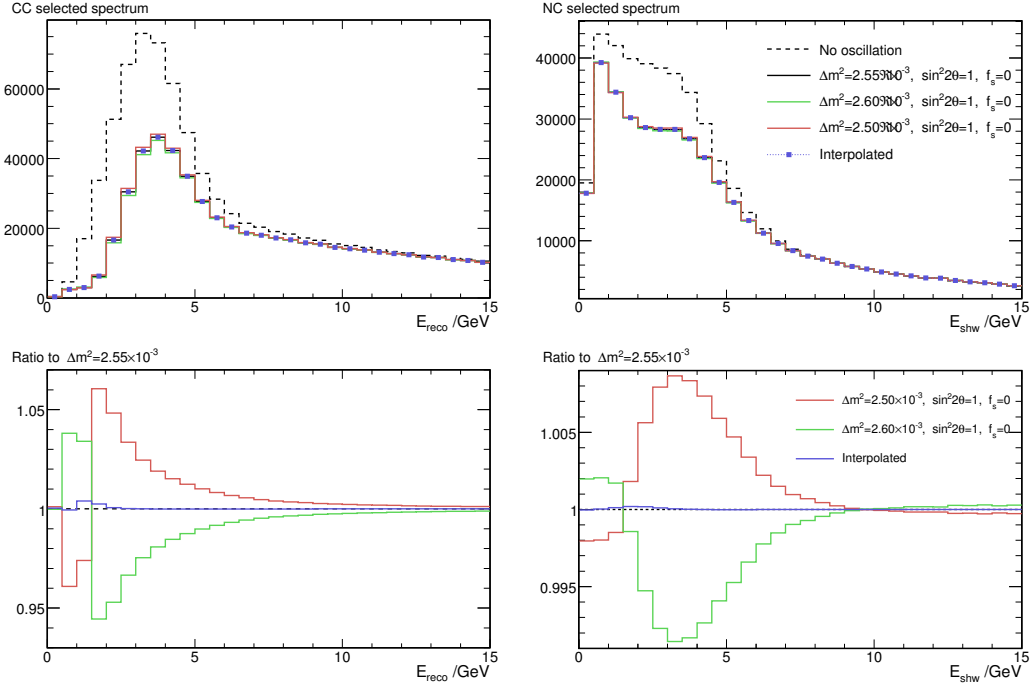 CC selected spectrum
60000
40000
20000
0
0
5
10
15
E_reco /GeV
NC selected spectrum
40000
30000
20000
10000
0
5
10
15
E_shw /GeV
No oscillation
Δm²=2.55 ⁻³, sin²2θ=1, f_s=0
Δm²=2.60 ⁻³, sin²2θ=1, f_s=0
Δm²=2.50 ⁻³, sin²2θ=1, f_s=0
Interpolated
Ratio to Δm²=2.55×10⁻³
1.05
1
0.95
0
5
10
15
E_reco /GeV
Ratio to Δm²=2.55×10⁻³
1.005
1
0.995
0
5
10
15
E_shw /GeV
Δm²=2.50×10⁻³, sin²2θ=1, f_s=0
Δm²=2.60×10⁻³, sin²2θ=1, f_s=0
Interpolated